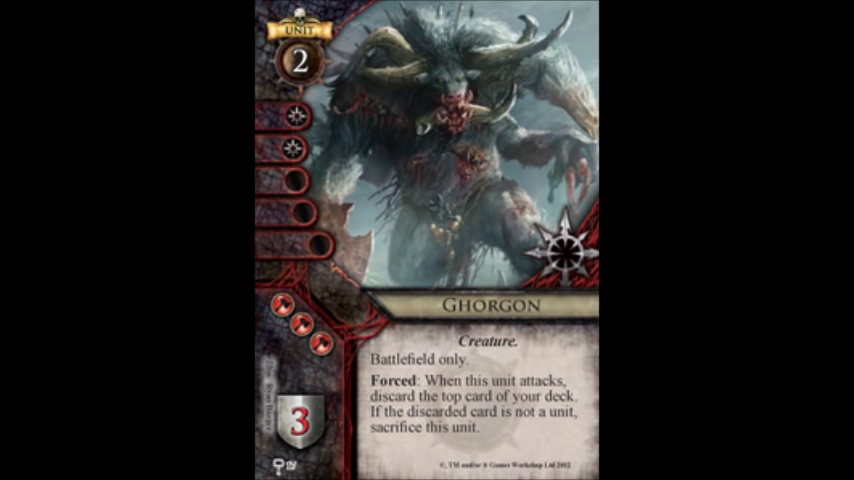 UNIT
2
GHORGON
Creature.
Battlefield only.
Forced: When this unit attacks,
discard the top card of your deck.
If the discarded card is not a unit,
sacrifice this unit.
3
©, TM and/or ® Games Workshop Ltd 2012